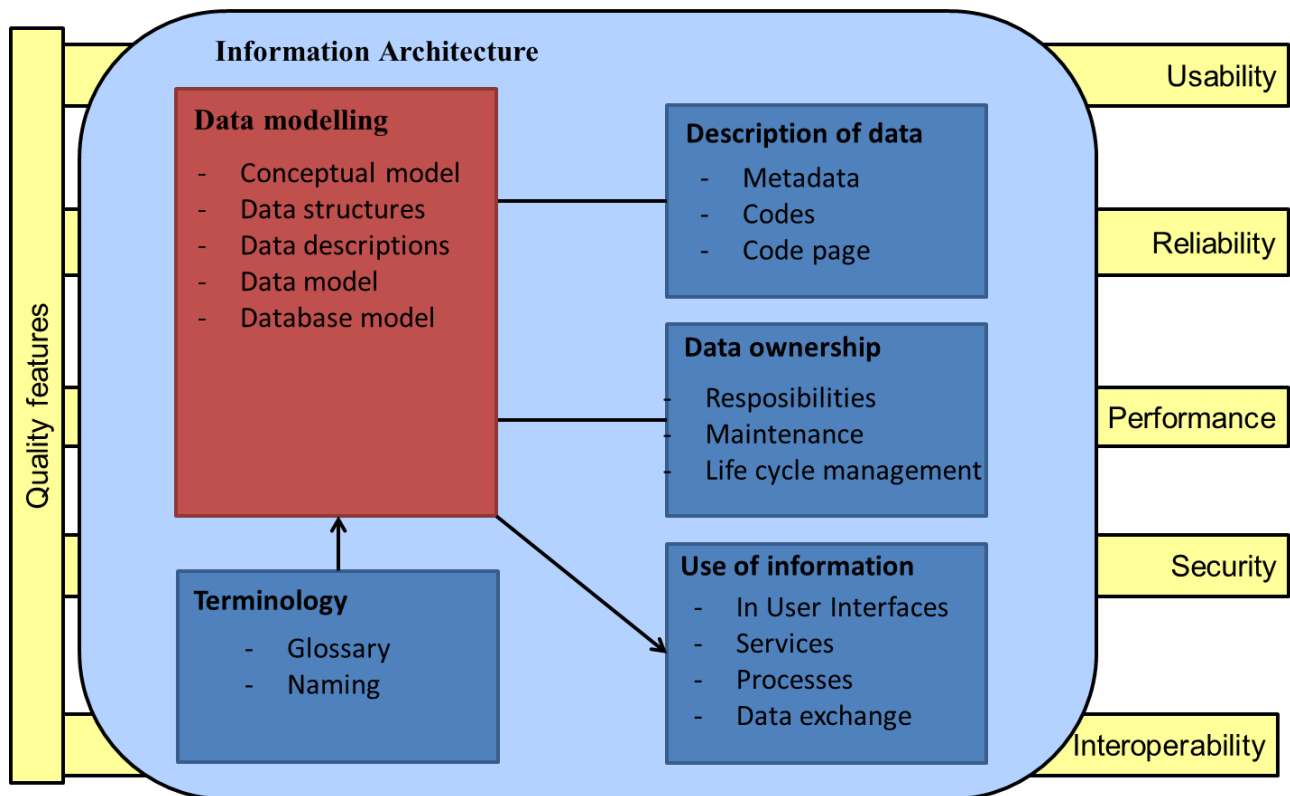 Information Architecture
Data modelling
- Conceptual model
- Data structures
- Data descriptions
- Data model
- Database model
Description of data
- Metadata
- Codes
- Code page
Data ownership
- Resposibilities
- Maintenance
- Life cycle management
Terminology
- Glossary
- Naming
Use of information
- In User Interfaces
- Services
- Processes
- Data exchange
Quality features
Usability
Reliability
Performance
Security
Interoperability